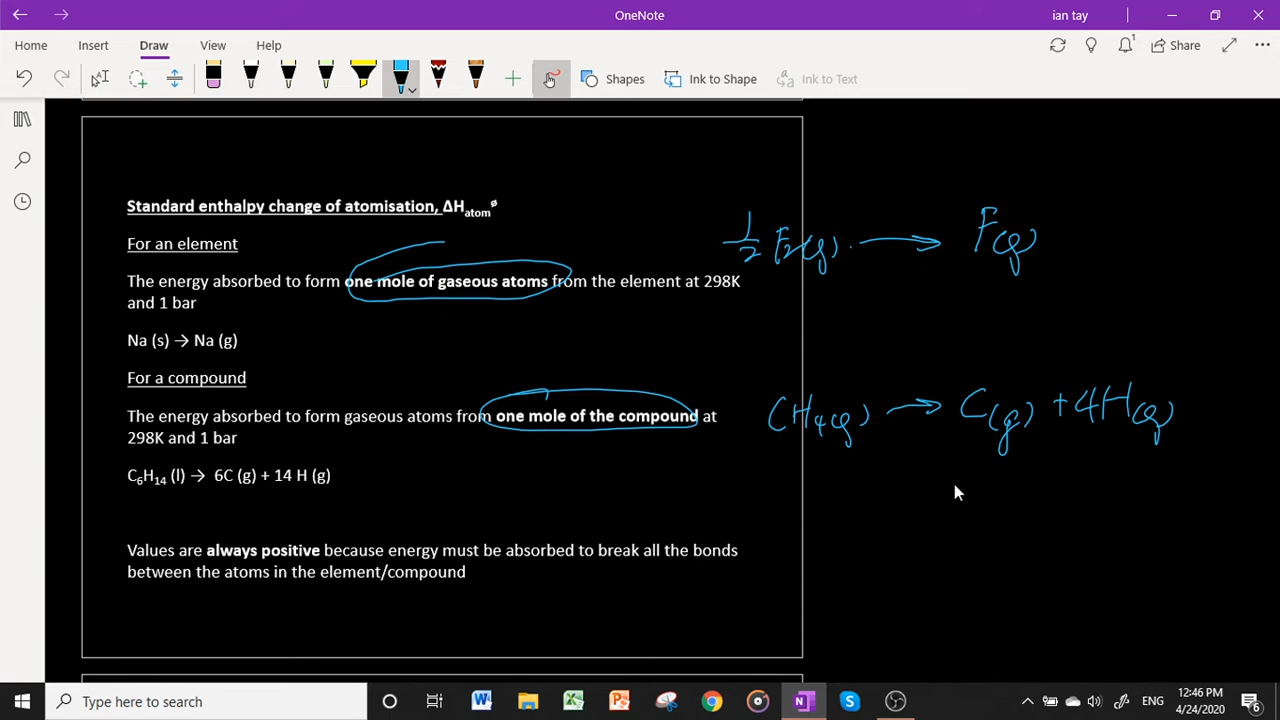 OneNote
ian tay
Home Insert Draw View Help
Share
Shapes
Ink to Shape
Ink to Text
Standard enthalpy change of atomisation, ΔHatom ø
For an element
The energy absorbed to form one mole of gaseous atoms from the element at 298K
and 1 bar
Na (s) → Na (g)
For a compound
The energy absorbed to form gaseous atoms from one mole of the compound at
298K and 1 bar
C₆H₁₄ (l) → 6C (g) + 14 H (g)
Values are always positive because energy must be absorbed to break all the bonds
between the atoms in the element/compound
½ F₂(g) → F(g)
CH₄(g) → C(g) + 4H(g)
Type here to search
ENG
12:46 PM
4/24/2020
6